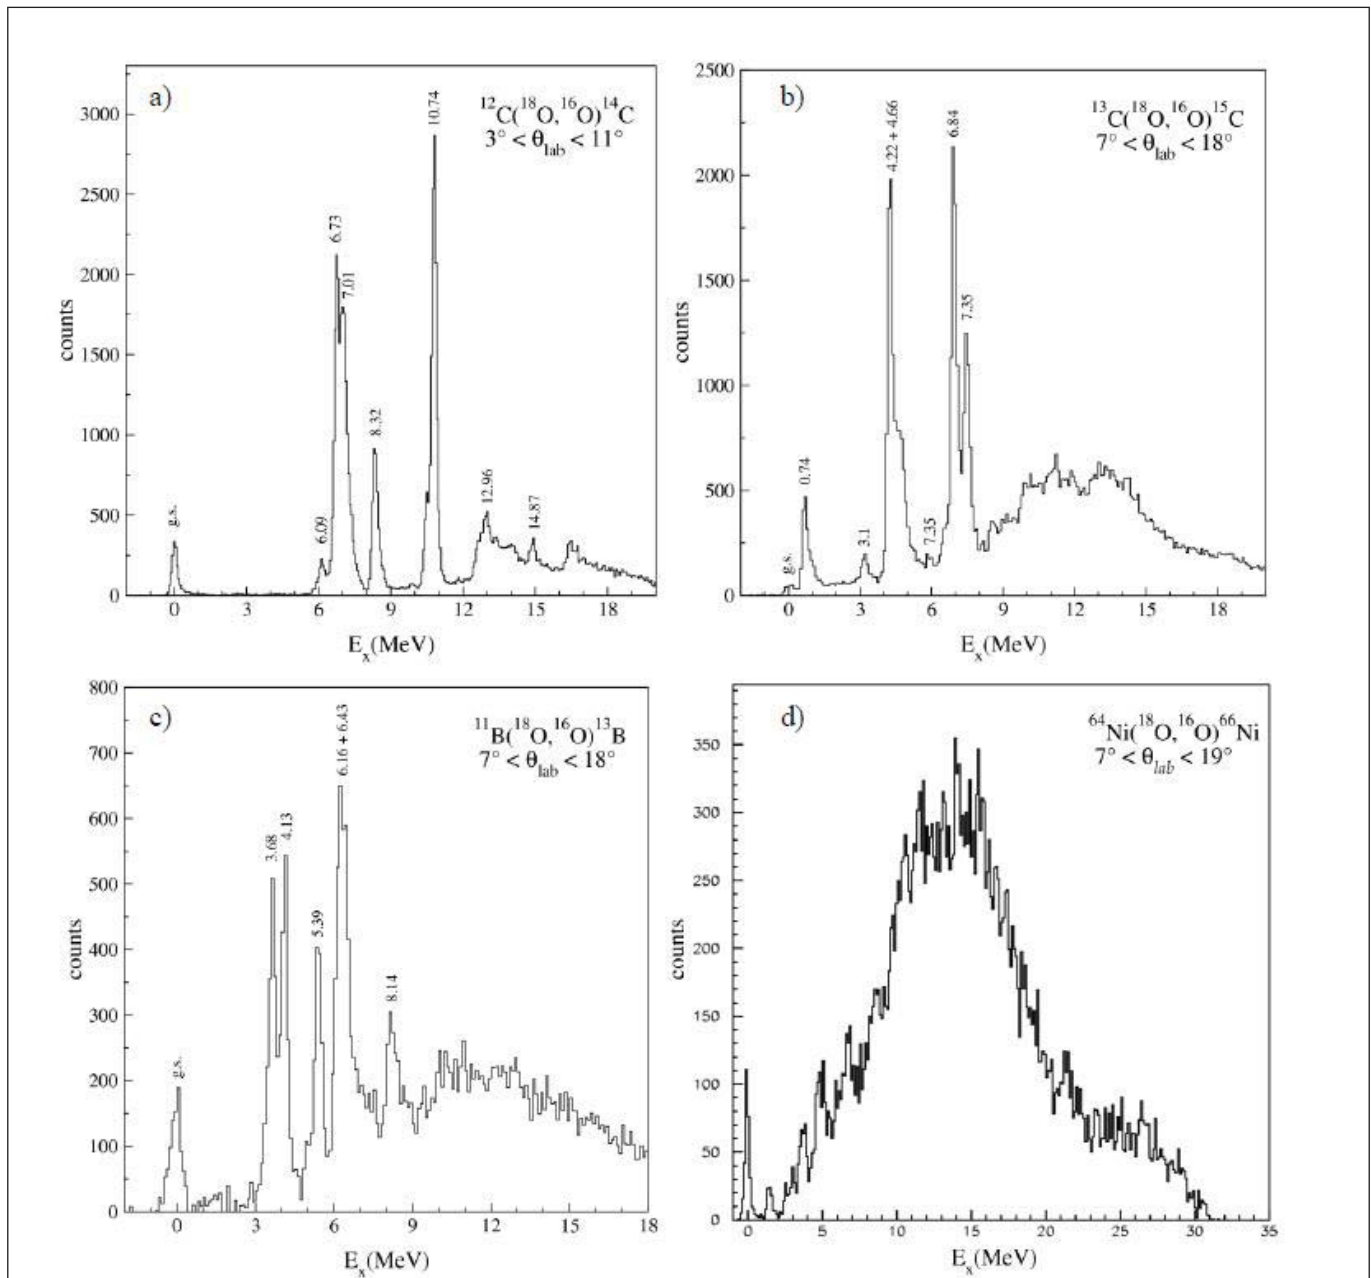 a)
¹²C(¹⁸O,¹⁶O)¹⁴C
3° < θlab < 11°
counts
3000
2500
2000
1500
1000
500
0
g.s.
6.09
6.73
7.01
8.32
10.74
12.96
14.87
0 3 6 9 12 15 18
Ex(MeV)
b)
¹³C(¹⁸O,¹⁶O)¹⁵C
7° < θlab < 18°
counts
2500
2000
1500
1000
500
0
g.s.
0.74
3.1
4.22 + 4.66
7.35
6.84
7.35
0 3 6 9 12 15 18
Ex(MeV)
c)
¹¹B(¹⁸O,¹⁶O)¹³B
7° < θlab < 18°
counts
800
700
600
500
400
300
200
100
0
g.s.
3.68
4.13
5.39
6.16 + 6.43
8.14
0 3 6 9 12 15 18
Ex(MeV)
d)
⁶⁴Ni(¹⁸O,¹⁶O)⁶⁶Ni
7° < θlab < 19°
counts
350
300
250
200
150
100
50
0
0 5 10 15 20 25 30 35
Ex(MeV)